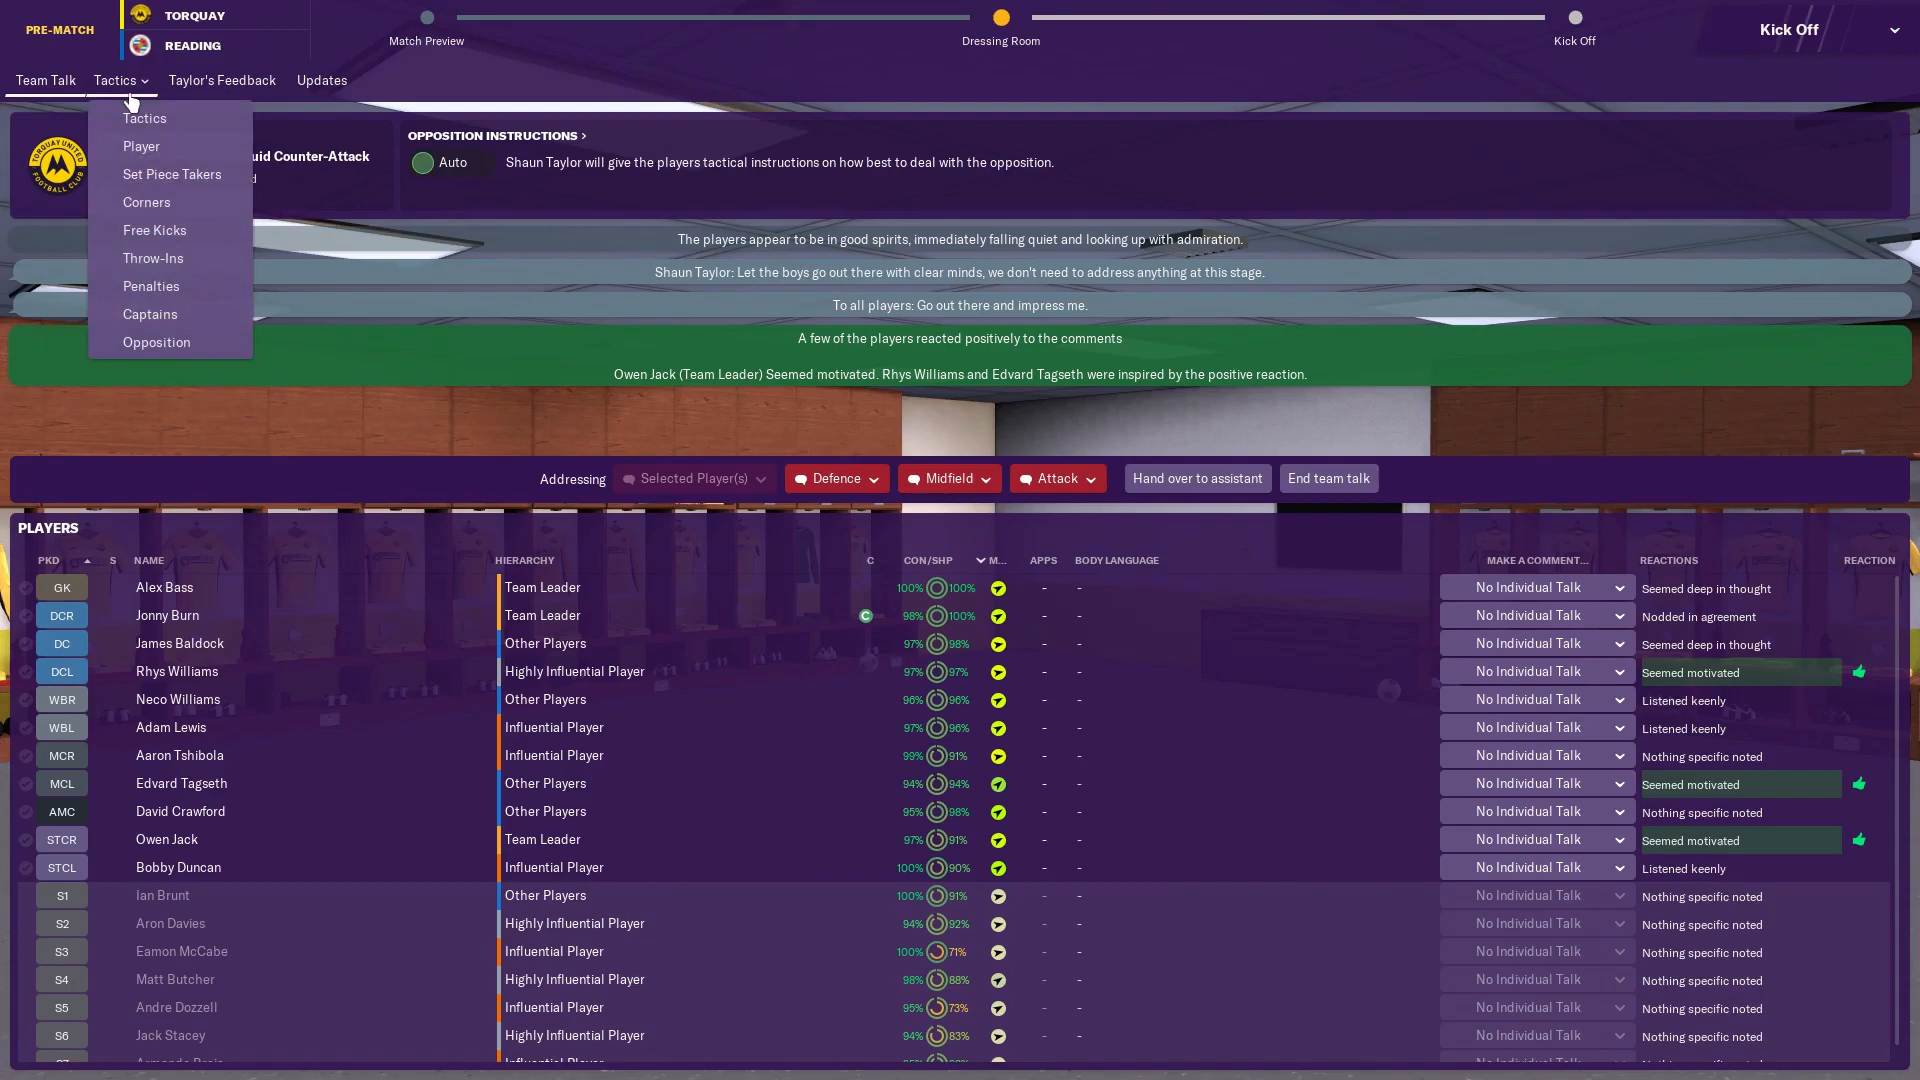 PRE-MATCH
TORQUAY
READING
Match Preview
Dressing Room
Kick Off
Kick Off
Team Talk Tactics Taylor's Feedback Updates
Tactics
Player
Set Piece Takers
Corners
Free Kicks
Throw-Ins
Penalties
Captains
Opposition
TORQUAY UNITED
FOOTBALL CLUB
Counter-Attack
OPPOSITION INSTRUCTIONS >
Auto Shaun Taylor will give the players tactical instructions on how best to deal with the opposition.
The players appear to be in good spirits, immediately falling quiet and looking up with admiration.
Shaun Taylor: Let the boys go out there with clear minds, we don't need to address anything at this stage.
To all players: Go out there and impress me.
A few of the players reacted positively to the comments
Owen Jack (Team Leader) Seemed motivated. Rhys Williams and Edvard Tagseth were inspired by the positive reaction.
Addressing Selected Player(s) Defence Midfield Attack Hand over to assistant End team talk
PLAYERS
PKD S NAME HIERARCHY C CON/SHP M... APPS BODY LANGUAGE MAKE A COMMENT... REACTIONS REACTION
GK Alex Bass Team Leader 100% 100% - - No Individual Talk Seemed deep in thought
DCR Jonny Burn Team Leader C 98% 100% - - No Individual Talk Nodded in agreement
DC James Baldock Other Players 97% 98% - - No Individual Talk Seemed deep in thought
DCL Rhys Williams Highly Influential Player 97% 97% - - No Individual Talk Seemed motivated
WBR Neco Williams Other Players 96% 96% - - No Individual Talk Listened keenly
WBL Adam Lewis Influential Player 97% 96% - - No Individual Talk Listened keenly
MCR Aaron Tshibola Influential Player 99% 91% - - No Individual Talk Nothing specific noted
MCL Edvard Tagseth Other Players 94% 94% - - No Individual Talk Seemed motivated
AMC David Crawford Other Players 95% 98% - - No Individual Talk Nothing specific noted
STCR Owen Jack Team Leader 97% 91% - - No Individual Talk Seemed motivated
STCL Bobby Duncan Influential Player 100% 90% - - No Individual Talk Listened keenly
S1 Ian Brunt Other Players 100% 91% - - No Individual Talk Nothing specific noted
S2 Aron Davies Highly Influential Player 94% 92% - - No Individual Talk Nothing specific noted
S3 Eamon McCabe Influential Player 100% 71% - - No Individual Talk Nothing specific noted
S4 Matt Butcher Highly Influential Player 98% 88% - - No Individual Talk Nothing specific noted
S5 Andre Dozzell Influential Player 95% 73% - - No Individual Talk Nothing specific noted
S6 Jack Stacey Highly Influential Player 94% 83% - - No Individual Talk Nothing specific noted